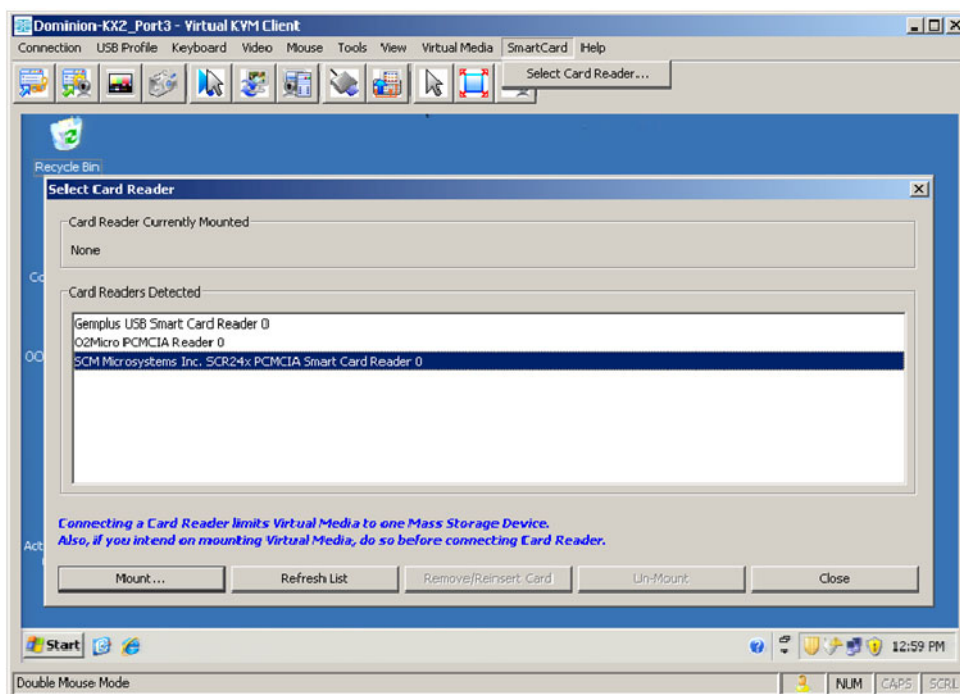 Dominion-KX2_Port3 - Virtual KVM Client
Connection USB Profile Keyboard Video Mouse Tools View Virtual Media SmartCard Help
Select Card Reader...
Recycle Bin
Select Card Reader
Card Reader Currently Mounted
None
Co
Card Readers Detected
Gemplus USB Smart Card Reader 0
O2Micro PCMCIA Reader 0
OO
SCM Microsystems Inc. SCR24x PCMCIA Smart Card Reader 0
Connecting a Card Reader limits Virtual Media to one Mass Storage Device.
Also, if you intend on mounting Virtual Media, do so before connecting Card Reader.
Act
Mount... Refresh List Remove/Reinsert Card Un-Mount Close
Start 12:59 PM
Double Mouse Mode NUM CAPS SCRL